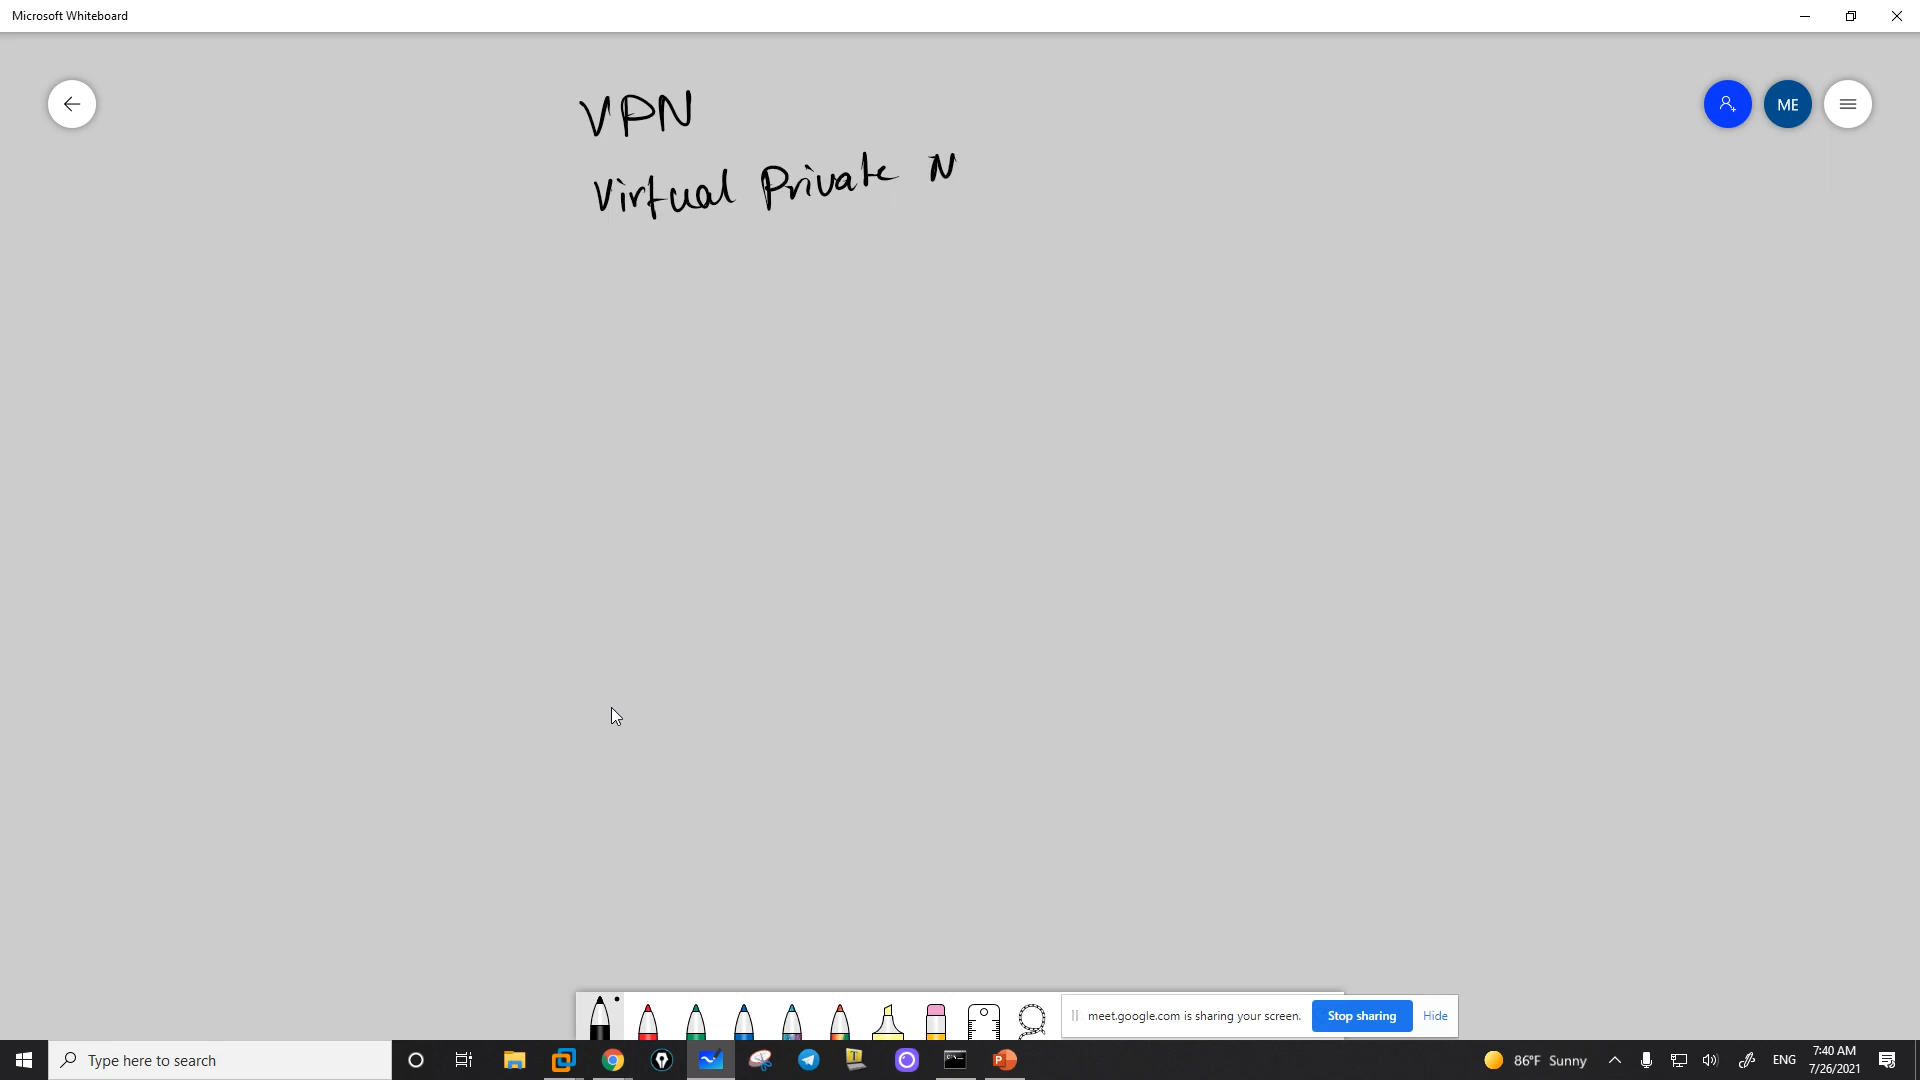 Microsoft Whiteboard
ME
VPN
Virtual Private N
meet.google.com is sharing your screen.
Stop sharing
Hide
Type here to search
86°F Sunny
ENG
7:40 AM
7/26/2021